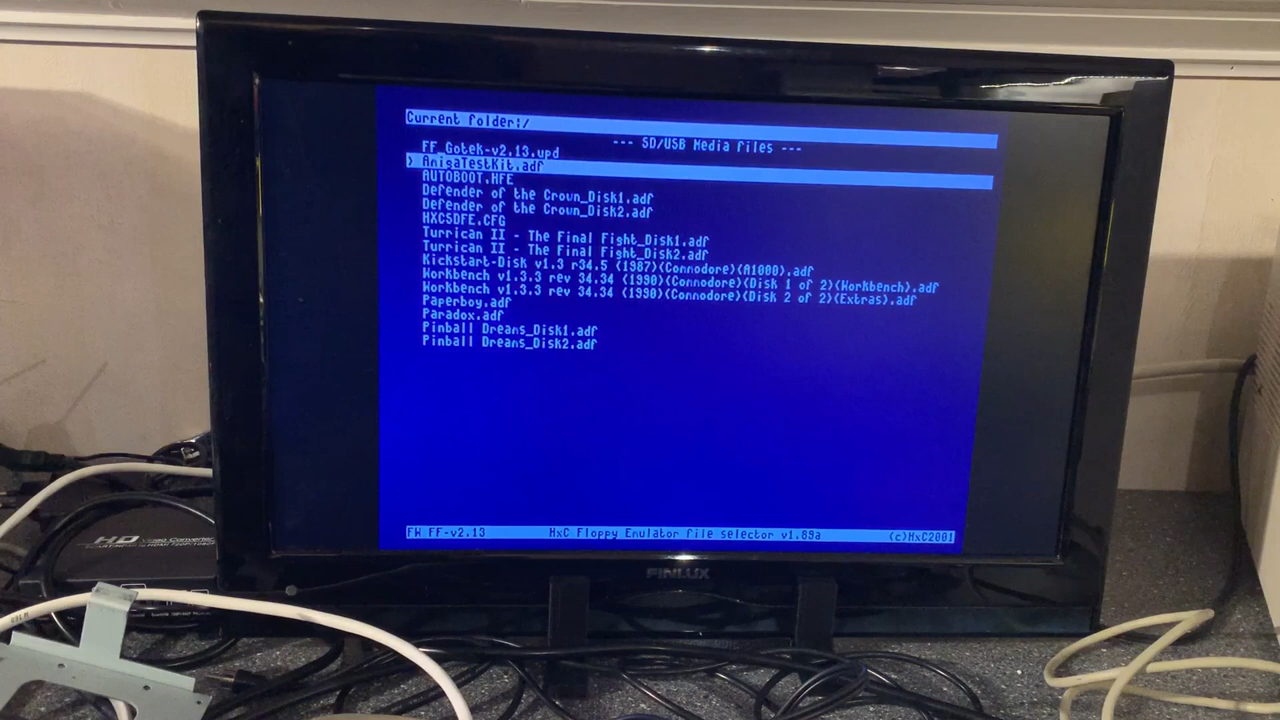 Current folder:/
--- SD/USB Media files ---
FF_Gotek-v2.13.upd
> AmigaTestKit.adf
AUTOBOOT.HFE
Defender of the Crown_Disk1.adf
Defender of the Crown_Disk2.adf
HXCSDFE.CFG
Turrican II - The Final Fight_Disk1.adf
Turrican II - The Final Fight_Disk2.adf
Kickstart-Disk v1.3 r34.5 (1987)(Commodore)(A1000).adf
Workbench v1.3.3 rev 34.34 (1990)(Commodore)(Disk 1 of 2)(Workbench).adf
Workbench v1.3.3 rev 34.34 (1990)(Commodore)(Disk 2 of 2)(Extras).adf
Paperboy.adf
Paradox.adf
Pinball Dreams_Disk1.adf
Pinball Dreams_Disk2.adf
FW FF-v2.13 HxC Floppy Emulator file selector v1.89a (c)HxC2001
FINLUX
HD Video Converter